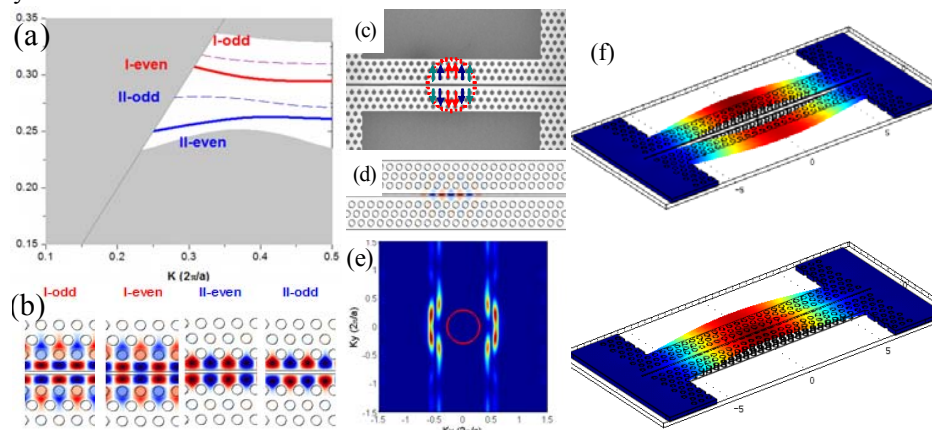 (a)
0.35
0.30
0.25
0.20
0.15
I-odd
I-even
II-odd
II-even
0.1 0.2 0.3 0.4 0.5
K (2π/a)
(b)
I-odd I-even II-even II-odd
(c)
(d)
(e)
1.5
1
0.5
0
-0.5
-1
-1.5
Ky (2π/a)
-1.5 -1 -0.5 0 0.5 1 1.5
(2π/a)
(f)
-5 0 5
-5 0 5